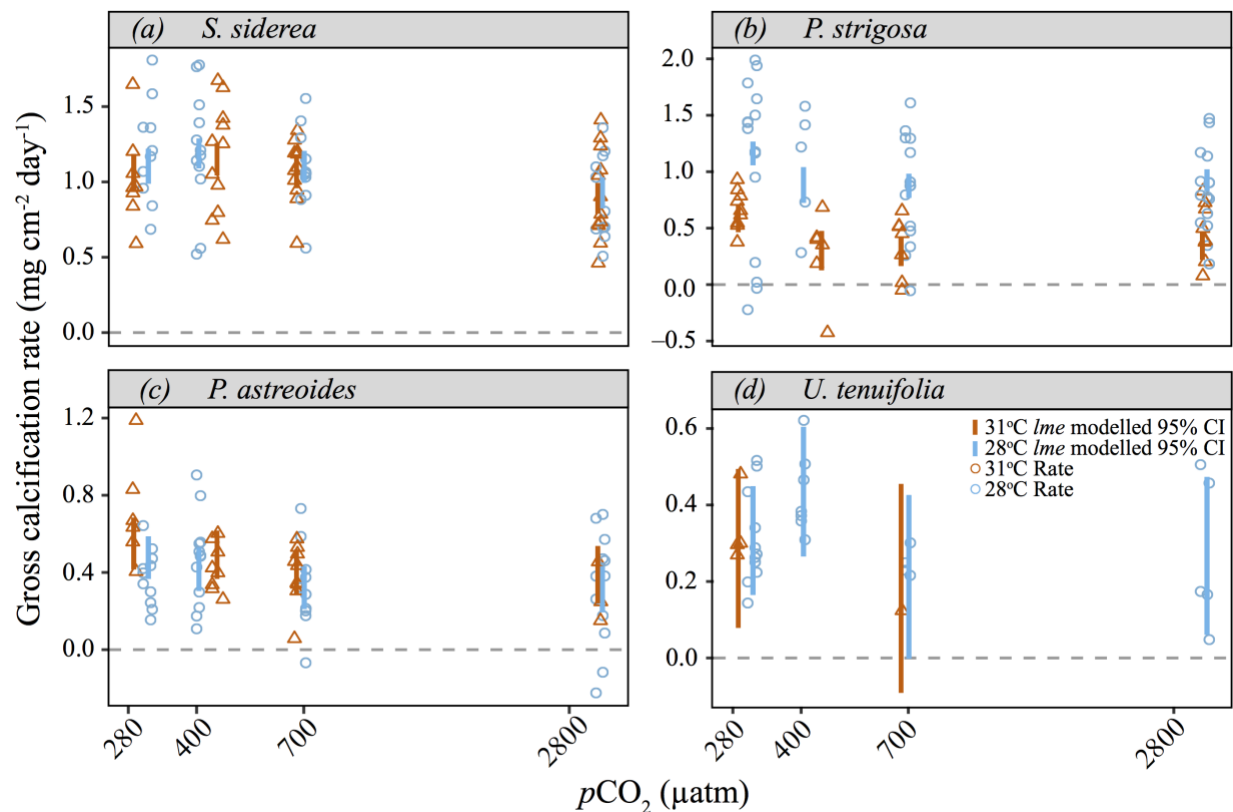 (a) S. siderea
(b) P. strigosa
Gross calcification rate (mg cm⁻² day⁻¹)
1.5
1.0
0.5
0.0
2.0
1.5
1.0
0.5
0.0
–0.5
(c) P. astreoides
(d) U. tenuifolia
1.2
0.8
0.4
0.0
0.6
0.4
0.2
0.0
31°C lme modelled 95% CI
28°C lme modelled 95% CI
31°C Rate
28°C Rate
280
400
700
2800
280
400
700
2800
pCO₂ (µatm)